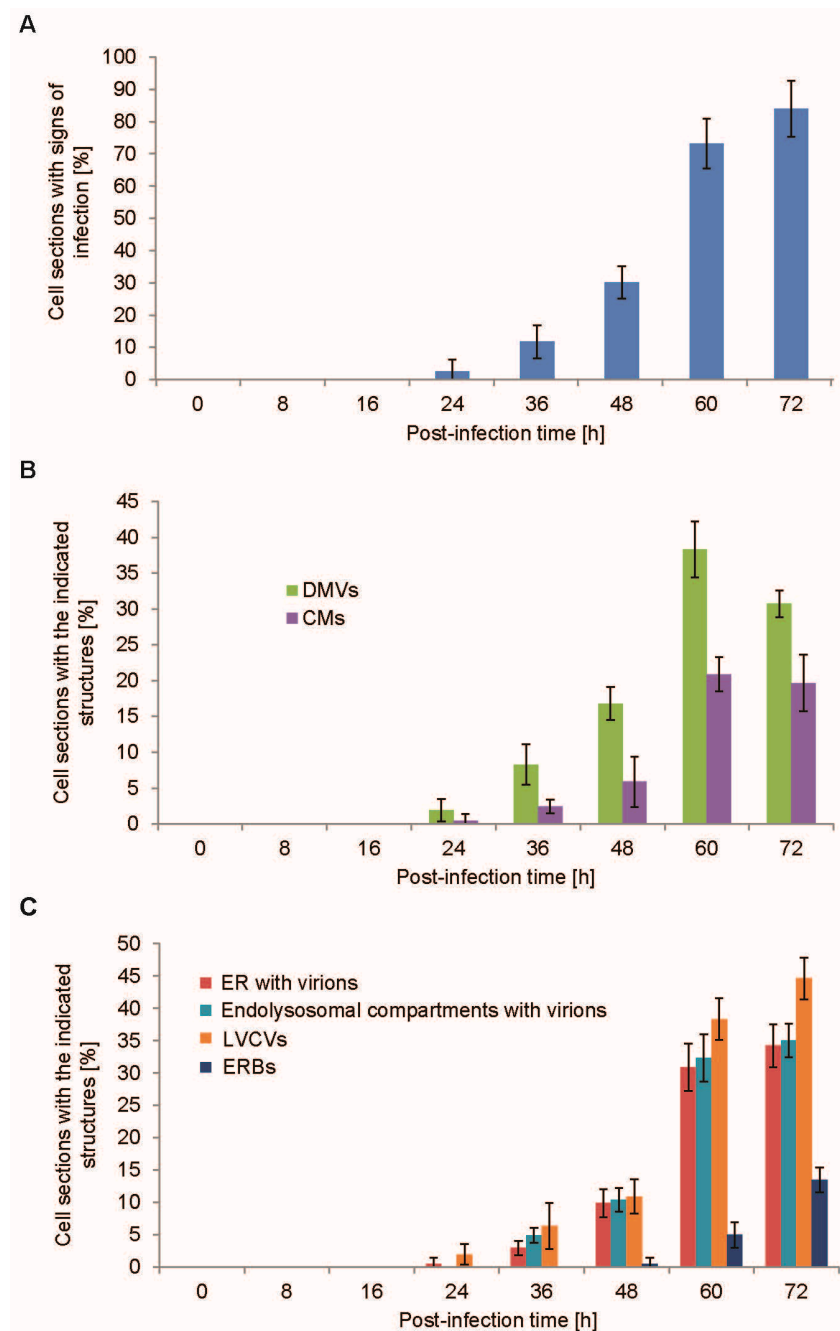 A
Cell sections with signs of
infection [%]
100
90
80
70
60
50
40
30
20
10
0
0 8 16 24 36 48 60 72
Post-infection time [h]
B
Cell sections with the indicated
structures [%]
45
40
35
30
25
20
15
10
5
0
DMVs
CMs
0 8 16 24 36 48 60 72
Post-infection time [h]
C
Cell sections with the indicated
structures [%]
50
45
40
35
30
25
20
15
10
5
0
ER with virions
Endolysosomal compartments with virions
LVCVs
ERBs
0 8 16 24 36 48 60 72
Post-infection time [h]